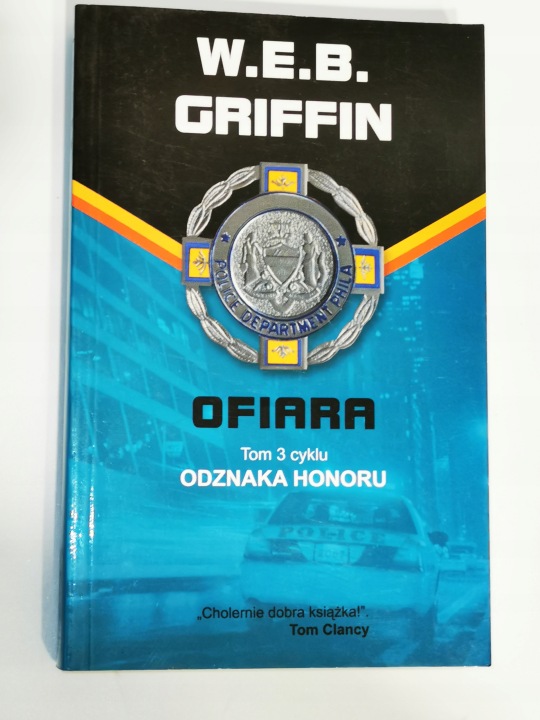 W.E.B.
GRIFFIN
POLICE DEPARTMENT PHILA
OFIARA
Tom 3 cyklu
ODZNAKA HONORU
POLICE
„Cholernie dobra książka!”.
Tom Clancy